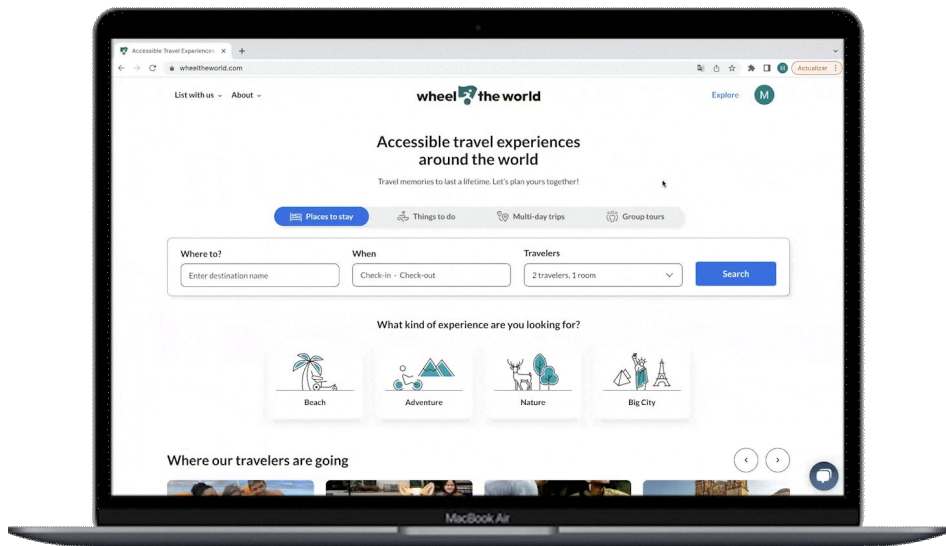 Accessible Travel Experiences
wheeltheworld.com
M
Actualizar
List with us
About
wheel the world
Explore
M
Accessible travel experiences
around the world
Travel memories to last a lifetime. Let's plan yours together!
Places to stay
Things to do
Multi-day trips
Group tours
Where to?
When
Travelers
Enter destination name
Check-in - Check-out
2 travelers, 1 room
Search
What kind of experience are you looking for?
Beach
Adventure
Nature
Big City
Where our travelers are going
MacBook Air